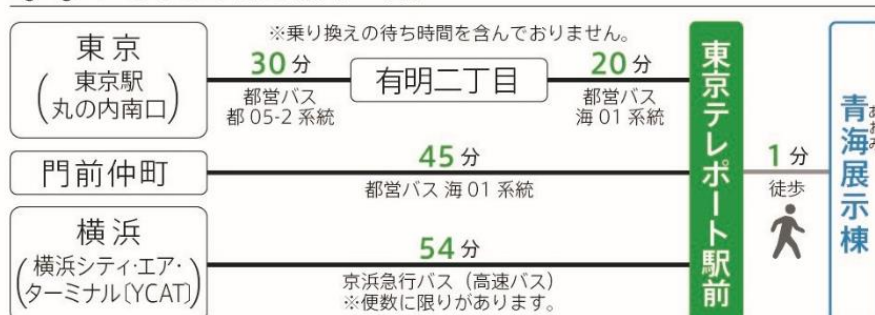 ※乗り換えの待ち時間を含んでおりません。
東京
(東京駅
丸の内南口)
30分
都営バス
都05-2系統
有明二丁目
20分
都営バス
海01系統
門前仲町
45分
都営バス 海01系統
横浜
(横浜シティ・エア・
ターミナル〔YCAT〕)
54分
京浜急行バス（高速バス）
※便数に限りがあります。
東京テレポート駅前
1分
徒歩
青海展示棟
あおみ